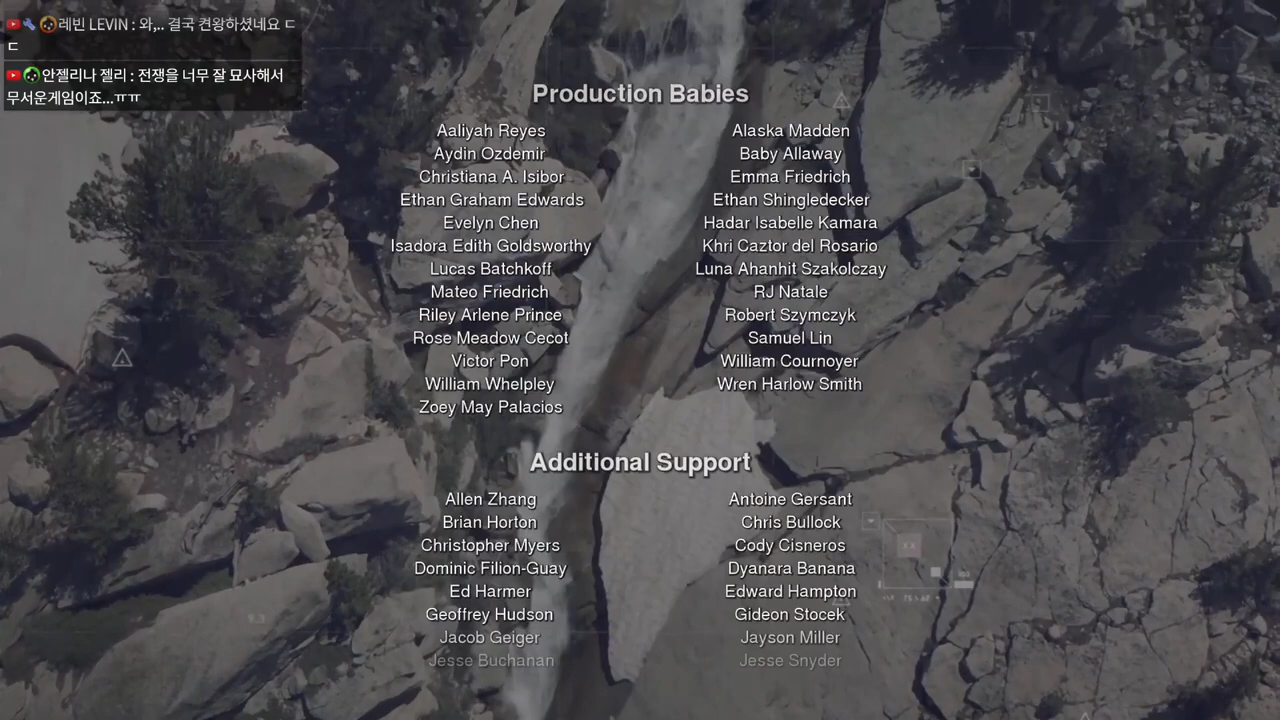 레빈 LEVIN : 와,.. 결국 켠왕하셨네요 ㄷ
ㄷ
안젤리나 젤리 : 전쟁을 너무 잘 묘사해서
무서운게임이죠...ㅠㅠ
Production Babies
Aaliyah Reyes Alaska Madden
Aydin Ozdemir Baby Allaway
Christiana A. Isibor Emma Friedrich
Ethan Graham Edwards Ethan Shingledecker
Evelyn Chen Hadar Isabelle Kamara
Isadora Edith Goldsworthy Khri Caztor del Rosario
Lucas Batchkoff Luna Ahanhit Szakolczay
Mateo Friedrich RJ Natale
Riley Arlene Prince Robert Szymczyk
Rose Meadow Cecot Samuel Lin
Victor Pon William Cournoyer
William Whelpley Wren Harlow Smith
Zoey May Palacios
Additional Support
Allen Zhang Antoine Gersant
Brian Horton Chris Bullock
Christopher Myers Cody Cisneros
Dominic Filion-Guay Dyanara Banana
Ed Harmer Edward Hampton
Geoffrey Hudson Gideon Stocek
Jacob Geiger Jayson Miller
Jesse Buchanan Jesse Snyder